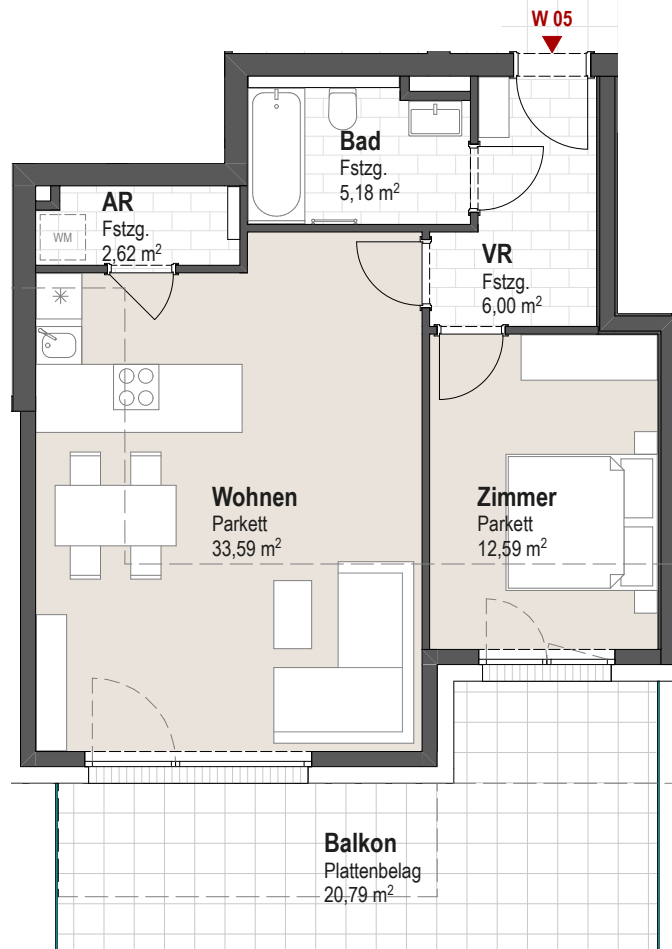 W 05
Bad
Fstzg.
5,18 m²
AR
Fstzg.
2,62 m²
WM
VR
Fstzg.
6,00 m²
Wohnen
Parkett
33,59 m²
Zimmer
Parkett
12,59 m²
Balkon
Plattenbelag
20,79 m²